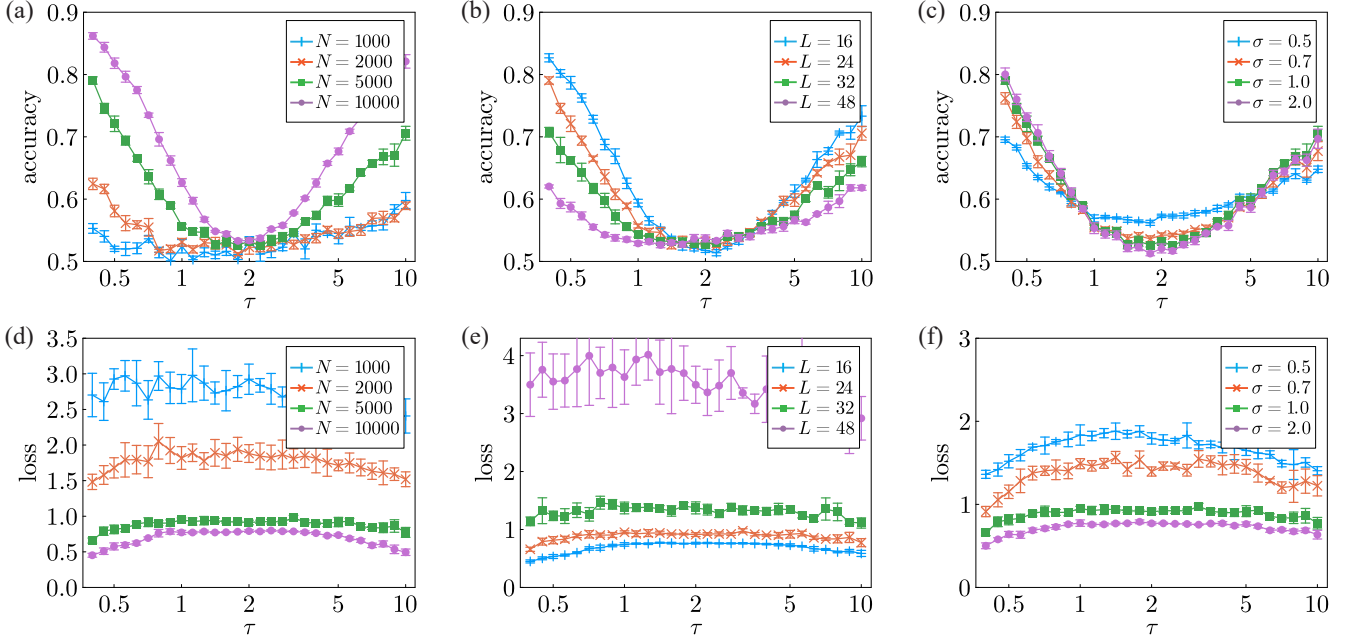 (a)
0.9
0.8
0.7
0.6
0.5
accuracy
0.5 1 2 5 10
τ
N = 1000
N = 2000
N = 5000
N = 10000
(b)
0.9
0.8
0.7
0.6
0.5
accuracy
0.5 1 2 5 10
τ
L = 16
L = 24
L = 32
L = 48
(c)
0.9
0.8
0.7
0.6
0.5
accuracy
0.5 1 2 5 10
τ
σ = 0.5
σ = 0.7
σ = 1.0
σ = 2.0
(d)
3.5
3.0
2.5
2.0
1.5
1.0
0.5
0.0
loss
0.5 1 2 5 10
τ
N = 1000
N = 2000
N = 5000
N = 10000
(e)
4
3
2
1
0
loss
0.5 1 2 5 10
τ
L = 16
L = 24
L = 32
L = 48
(f)
3
2
1
0
loss
0.5 1 2 5 10
τ
σ = 0.5
σ = 0.7
σ = 1.0
σ = 2.0